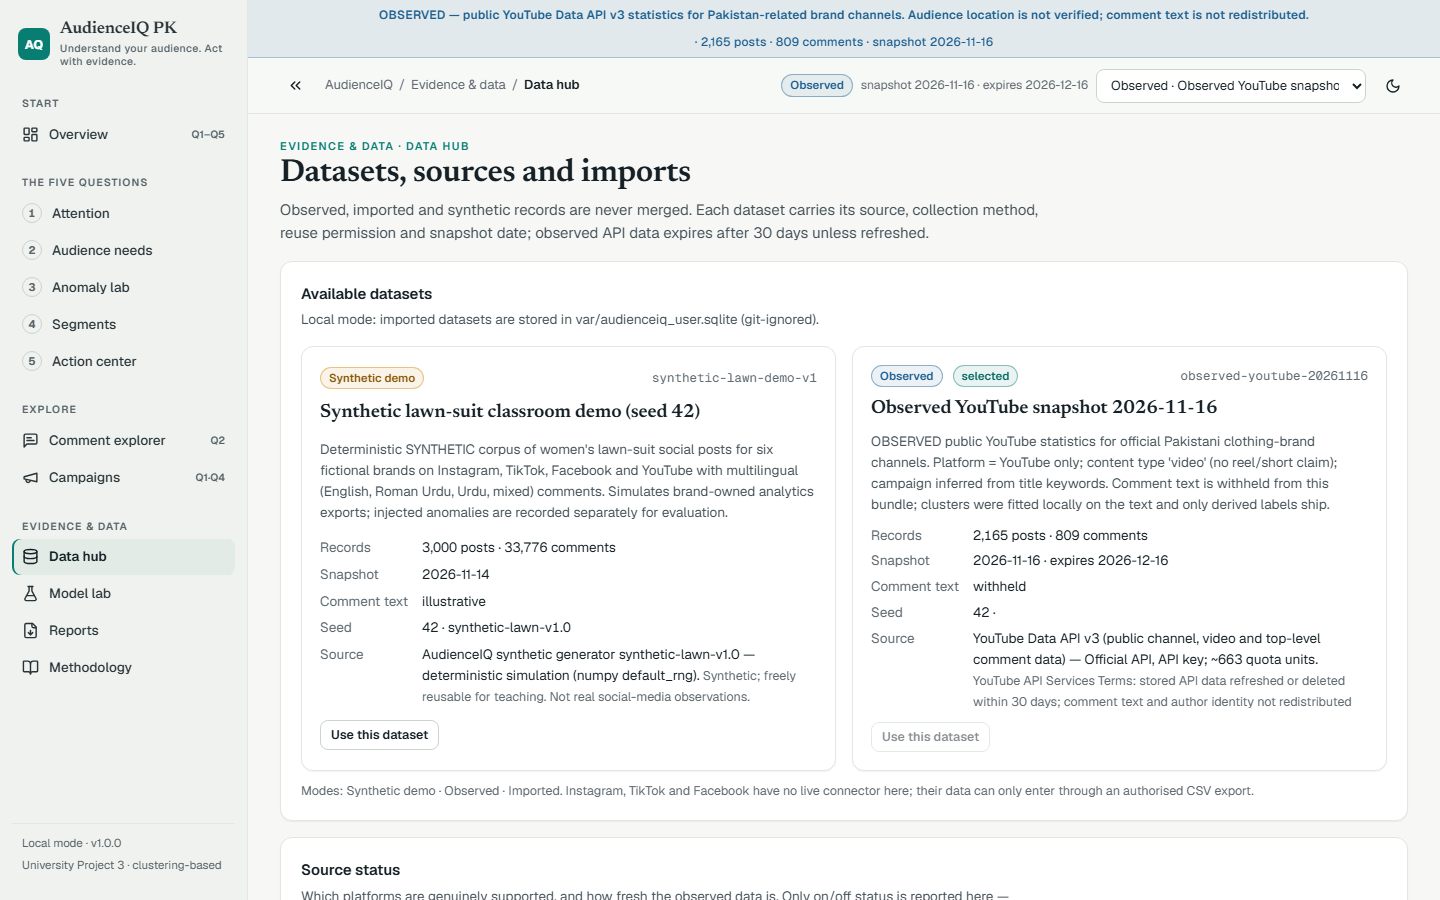 AQ
AudienceIQ PK
Understand your audience. Act
with evidence.
START
Overview Q1–Q5
THE FIVE QUESTIONS
1 Attention
2 Audience needs
3 Anomaly lab
4 Segments
5 Action center
EXPLORE
Comment explorer Q2
Campaigns Q1·Q4
EVIDENCE & DATA
Data hub
Model lab
Reports
Methodology
Local mode · v1.0.0
University Project 3 · clustering-based
OBSERVED — public YouTube Data API v3 statistics for Pakistan-related brand channels. Audience location is not verified; comment text is not redistributed.
· 2,165 posts · 809 comments · snapshot 2026-11-16
AudienceIQ / Evidence & data / Data hub
Observed snapshot 2026-11-16 · expires 2026-12-16 Observed · Observed YouTube snapsho
EVIDENCE & DATA · DATA HUB
Datasets, sources and imports
Observed, imported and synthetic records are never merged. Each dataset carries its source, collection method,
reuse permission and snapshot date; observed API data expires after 30 days unless refreshed.
Available datasets
Local mode: imported datasets are stored in var/audienceiq_user.sqlite (git-ignored).
Synthetic demo synthetic-lawn-demo-v1
Synthetic lawn-suit classroom demo (seed 42)
Deterministic SYNTHETIC corpus of women's lawn-suit social posts for six
fictional brands on Instagram, TikTok, Facebook and YouTube with multilingual
(English, Roman Urdu, Urdu, mixed) comments. Simulates brand-owned analytics
exports; injected anomalies are recorded separately for evaluation.
Records 3,000 posts · 33,776 comments
Snapshot 2026-11-14
Comment text illustrative
Seed 42 · synthetic-lawn-v1.0
Source AudienceIQ synthetic generator synthetic-lawn-v1.0 —
deterministic simulation (numpy default_rng). Synthetic; freely
reusable for teaching. Not real social-media observations.
Use this dataset
Observed selected observed-youtube-20261116
Observed YouTube snapshot 2026-11-16
OBSERVED public YouTube statistics for official Pakistani clothing-brand
channels. Platform = YouTube only; content type 'video' (no reel/short claim);
campaign inferred from title keywords. Comment text is withheld from this
bundle; clusters were fitted locally on the text and only derived labels ship.
Records 2,165 posts · 809 comments
Snapshot 2026-11-16 · expires 2026-12-16
Comment text withheld
Seed 42 ·
Source YouTube Data API v3 (public channel, video and top-level
comment data) — Official API, API key; ~663 quota units.
YouTube API Services Terms: stored API data refreshed or deleted
within 30 days; comment text and author identity not redistributed
Use this dataset
Modes: Synthetic demo · Observed · Imported. Instagram, TikTok and Facebook have no live connector here; their data can only enter through an authorised CSV export.
Source status
Which platforms are genuinely supported, and how fresh the observed data is. Only on/off status is reported here —